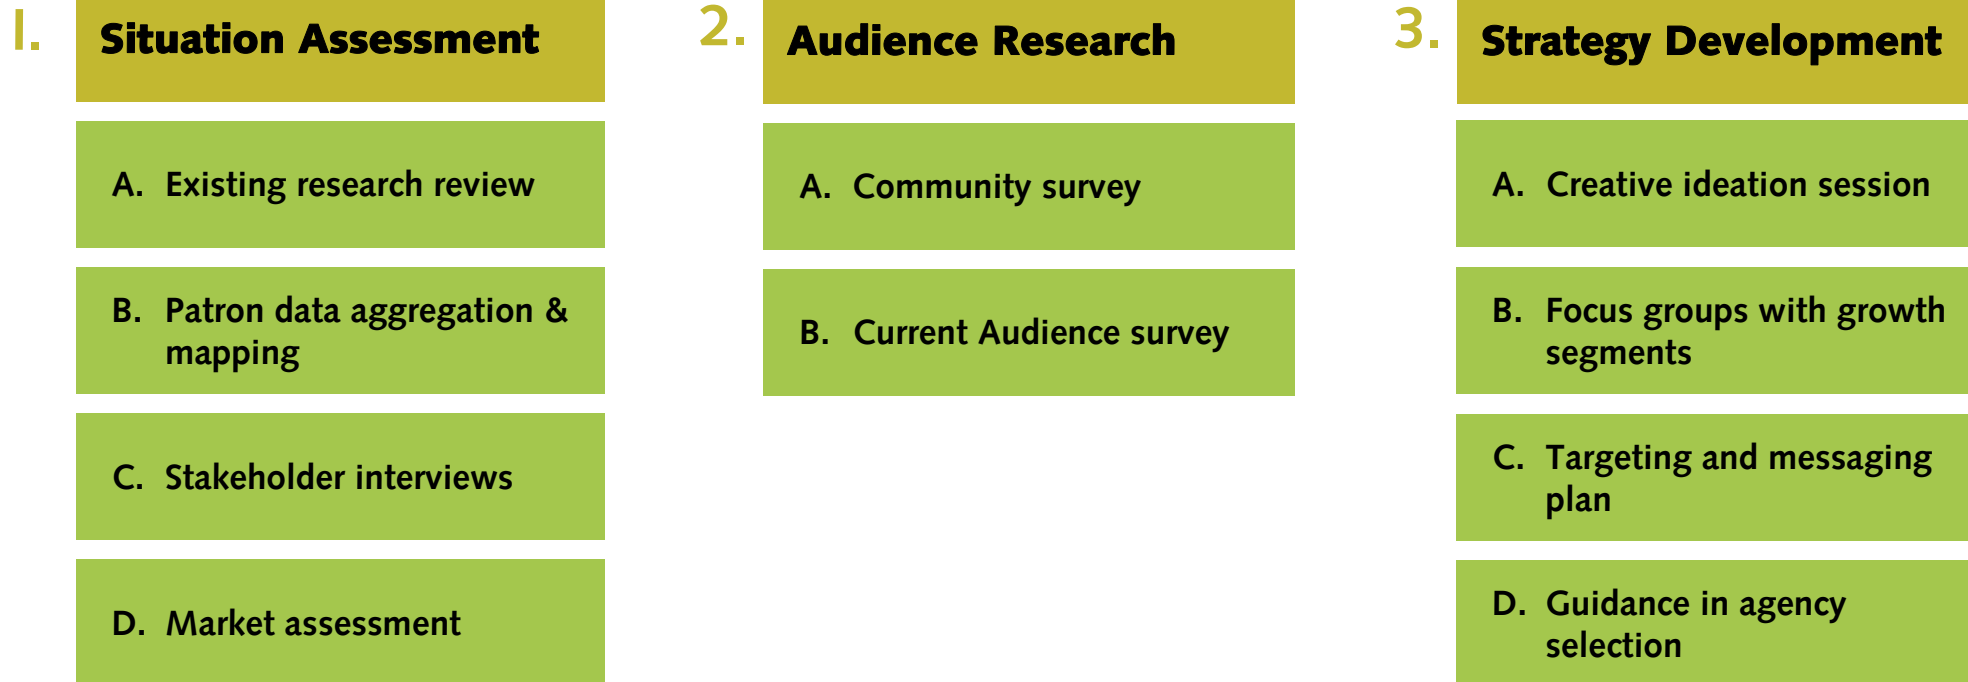 1. Situation Assessment
A. Existing research review
B. Patron data aggregation &
mapping
C. Stakeholder interviews
D. Market assessment
2. Audience Research
A. Community survey
B. Current Audience survey
3. Strategy Development
A. Creative ideation session
B. Focus groups with growth
segments
C. Targeting and messaging
plan
D. Guidance in agency
selection